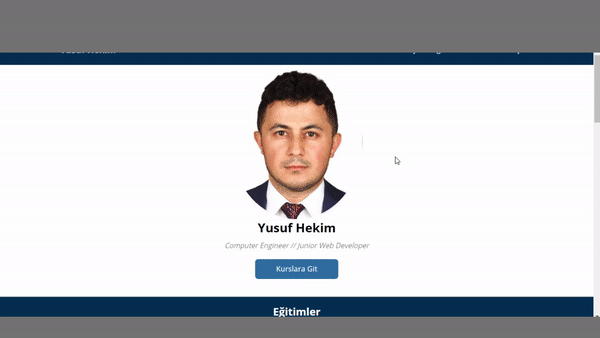 Yusuf Hekim
Computer Engineer // Junior Web Developer
Kurslara Git
Eğitimler